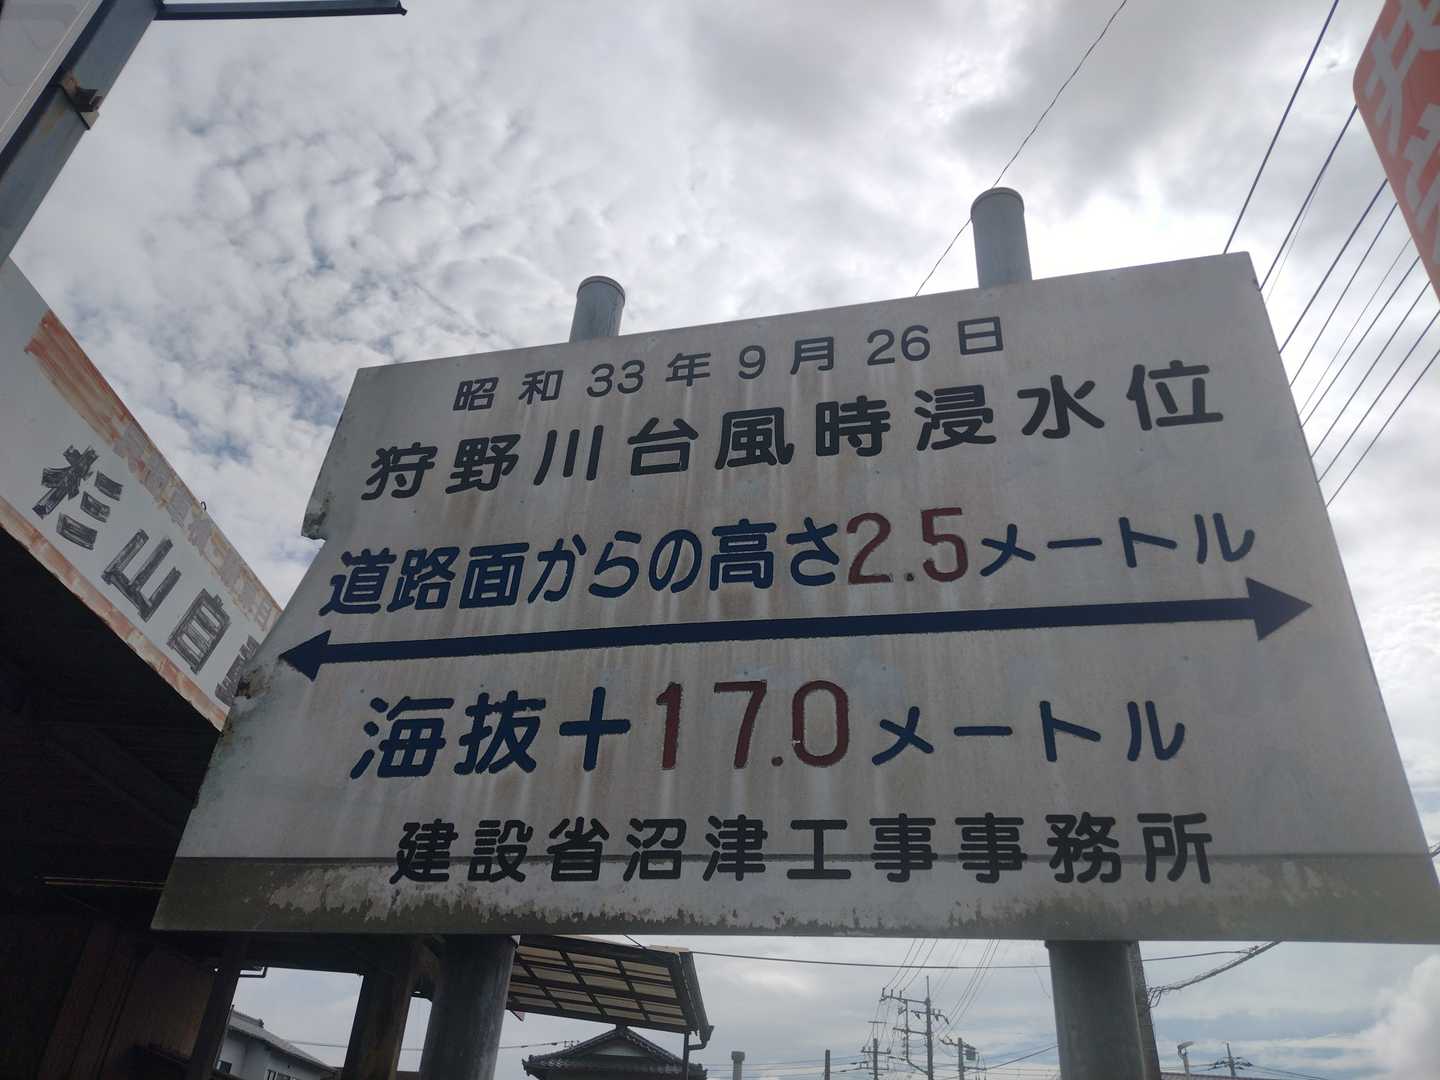 昭和33年9月26日
狩野川台風時浸水位
道路面からの高さ2.5メートル
海抜+17.0メートル
建設省沼津工事事務所
杉山自